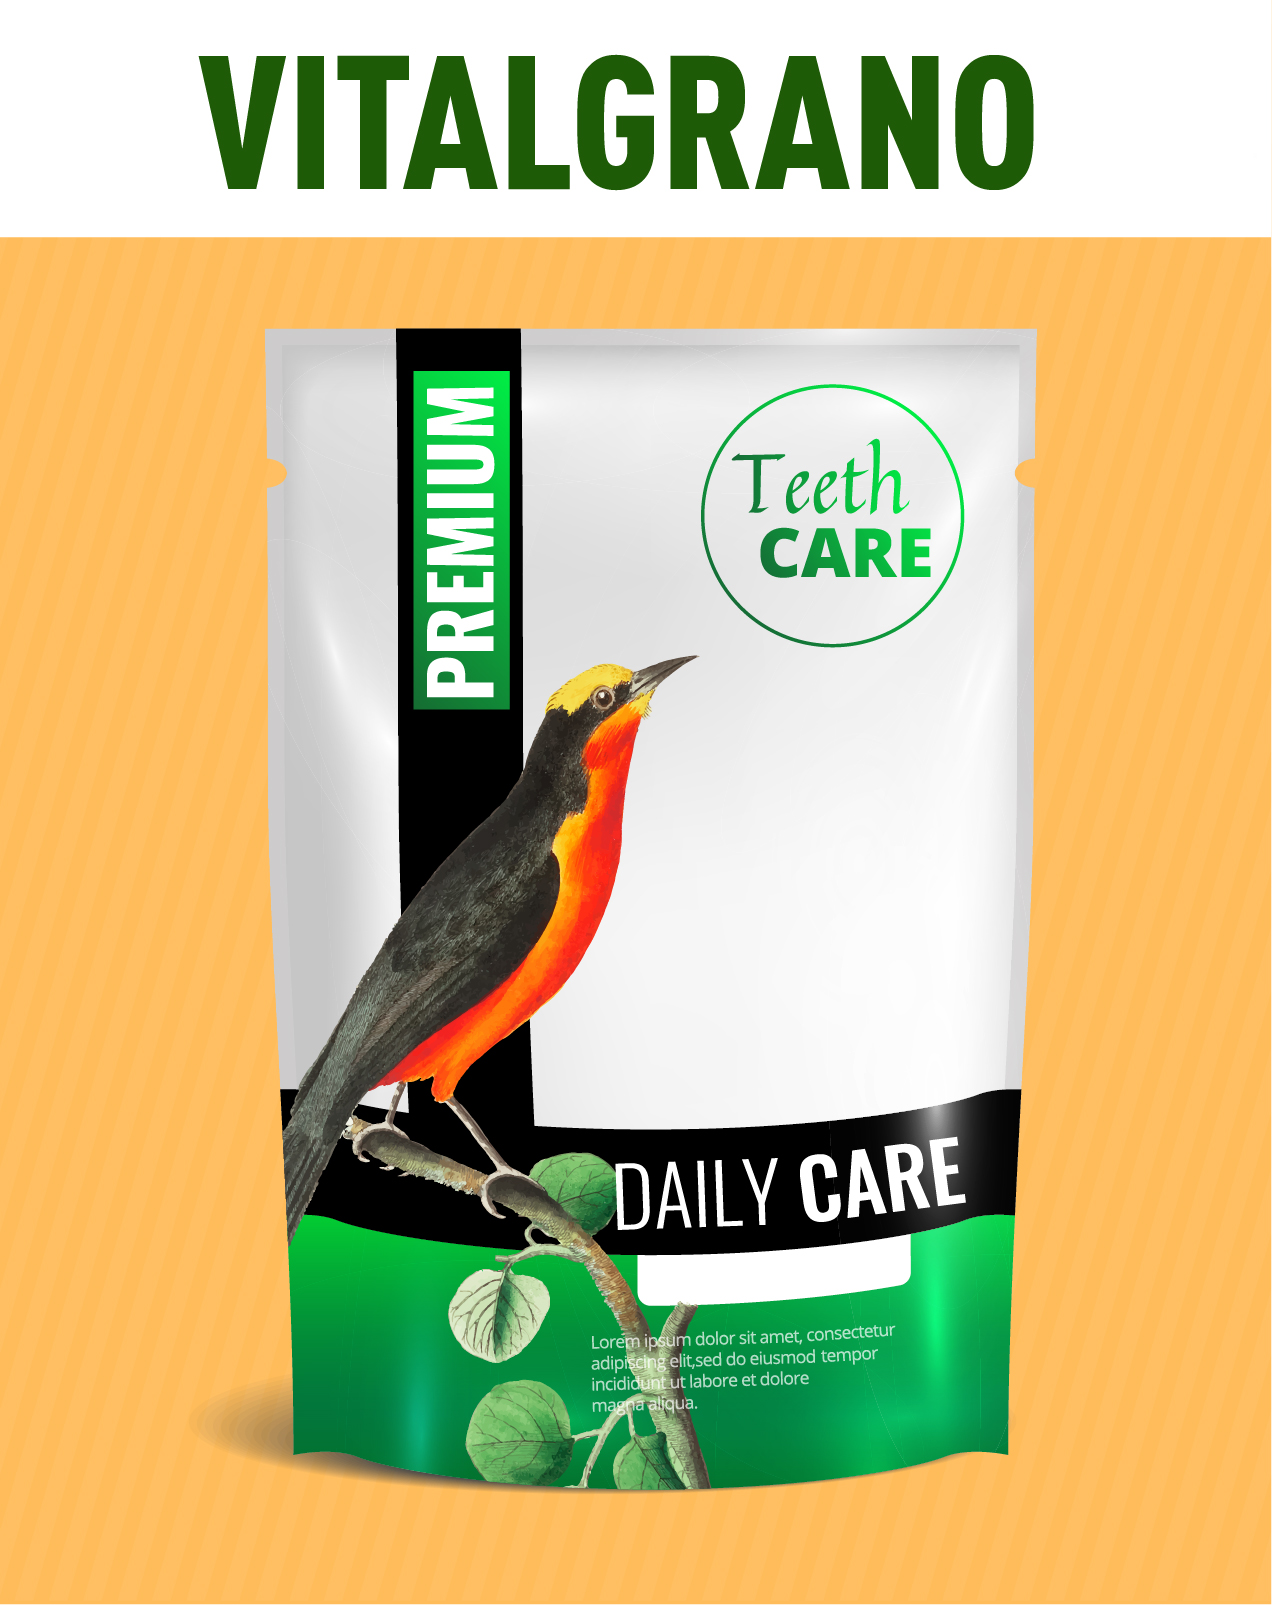 VITALGRANO
PREMIUM
Teeth
CARE
DAILY CARE
Lorem ipsum dolor sit amet, consectetur
adipiscing elit,sed do eiusmod tempor
incididunt ut labore et dolore
magna aliqua.